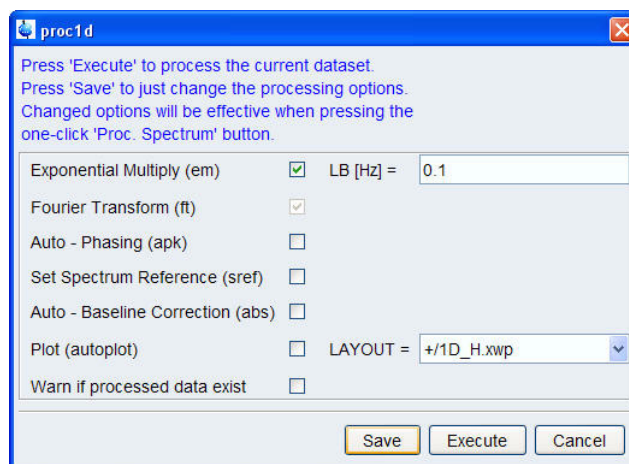 proc1d
Press 'Execute' to process the current dataset.
Press 'Save' to just change the processing options.
Changed options will be effective when pressing the
one-click 'Proc. Spectrum' button.
Exponential Multiply (em) LB [Hz] = 0.1
Fourier Transform (ft)
Auto - Phasing (apk)
Set Spectrum Reference (sref)
Auto - Baseline Correction (abs)
Plot (autoplot) LAYOUT = +/1D_H.xwp
Warn if processed data exist
Save Execute Cancel